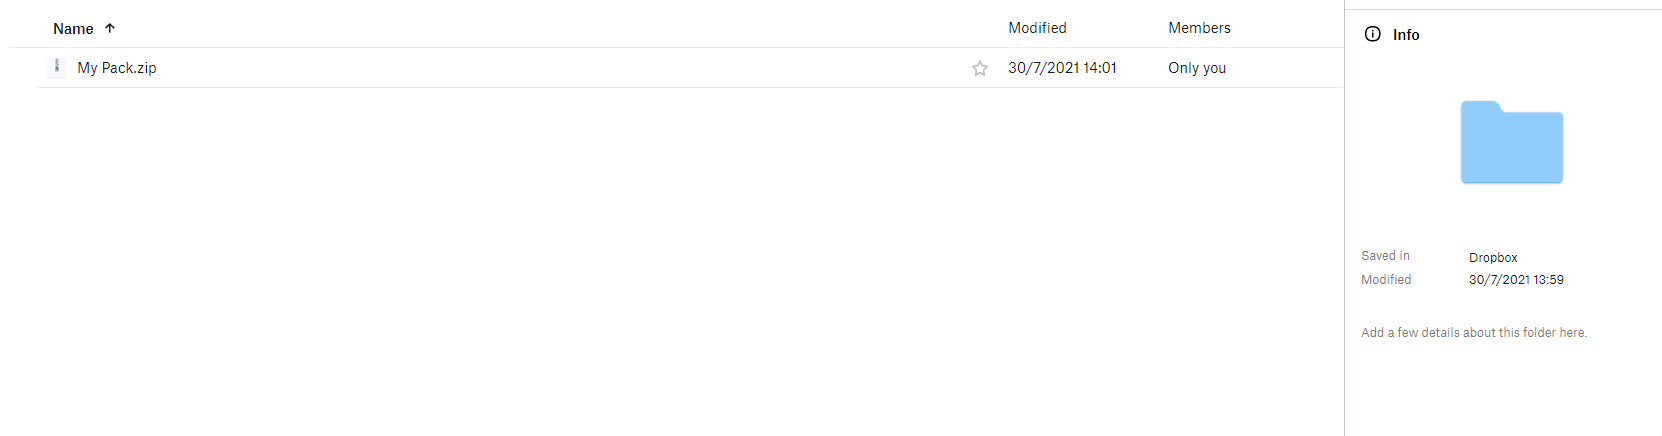 Name Modified Members
My Pack.zip 30/7/2021 14:01 Only you
Info
Saved in Dropbox
Modified 30/7/2021 13:59
Add a few details about this folder here.